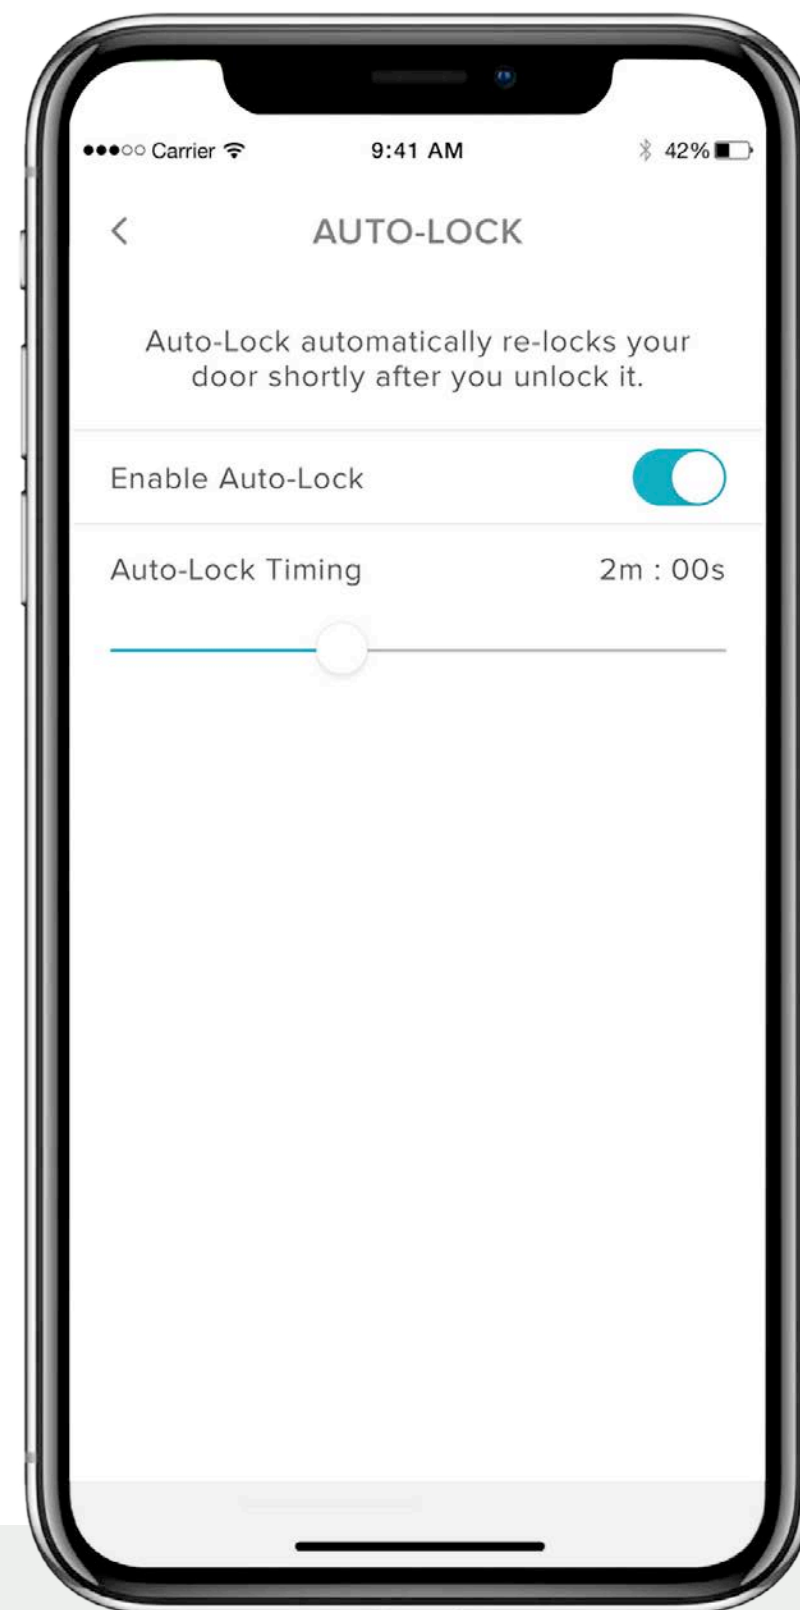 ●●●○○ Carrier 9:41 AM 42%
< AUTO-LOCK
Auto-Lock automatically re-locks your
door shortly after you unlock it.
Enable Auto-Lock
Auto-Lock Timing 2m : 00s